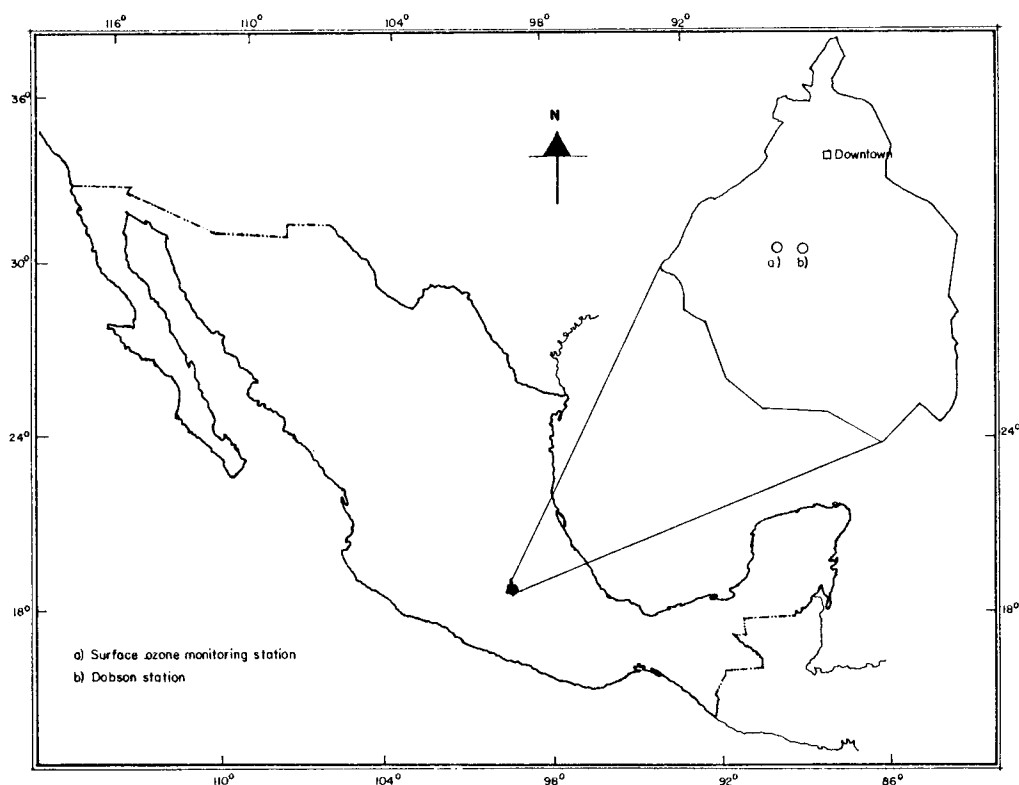 116° 110° 104° 98° 92°
36°
N
Downtown
30°
a) b)
24° 24°
18° 18°
a) Surface ozone monitoring station
b) Dobson station
110° 104° 98° 92° 86°